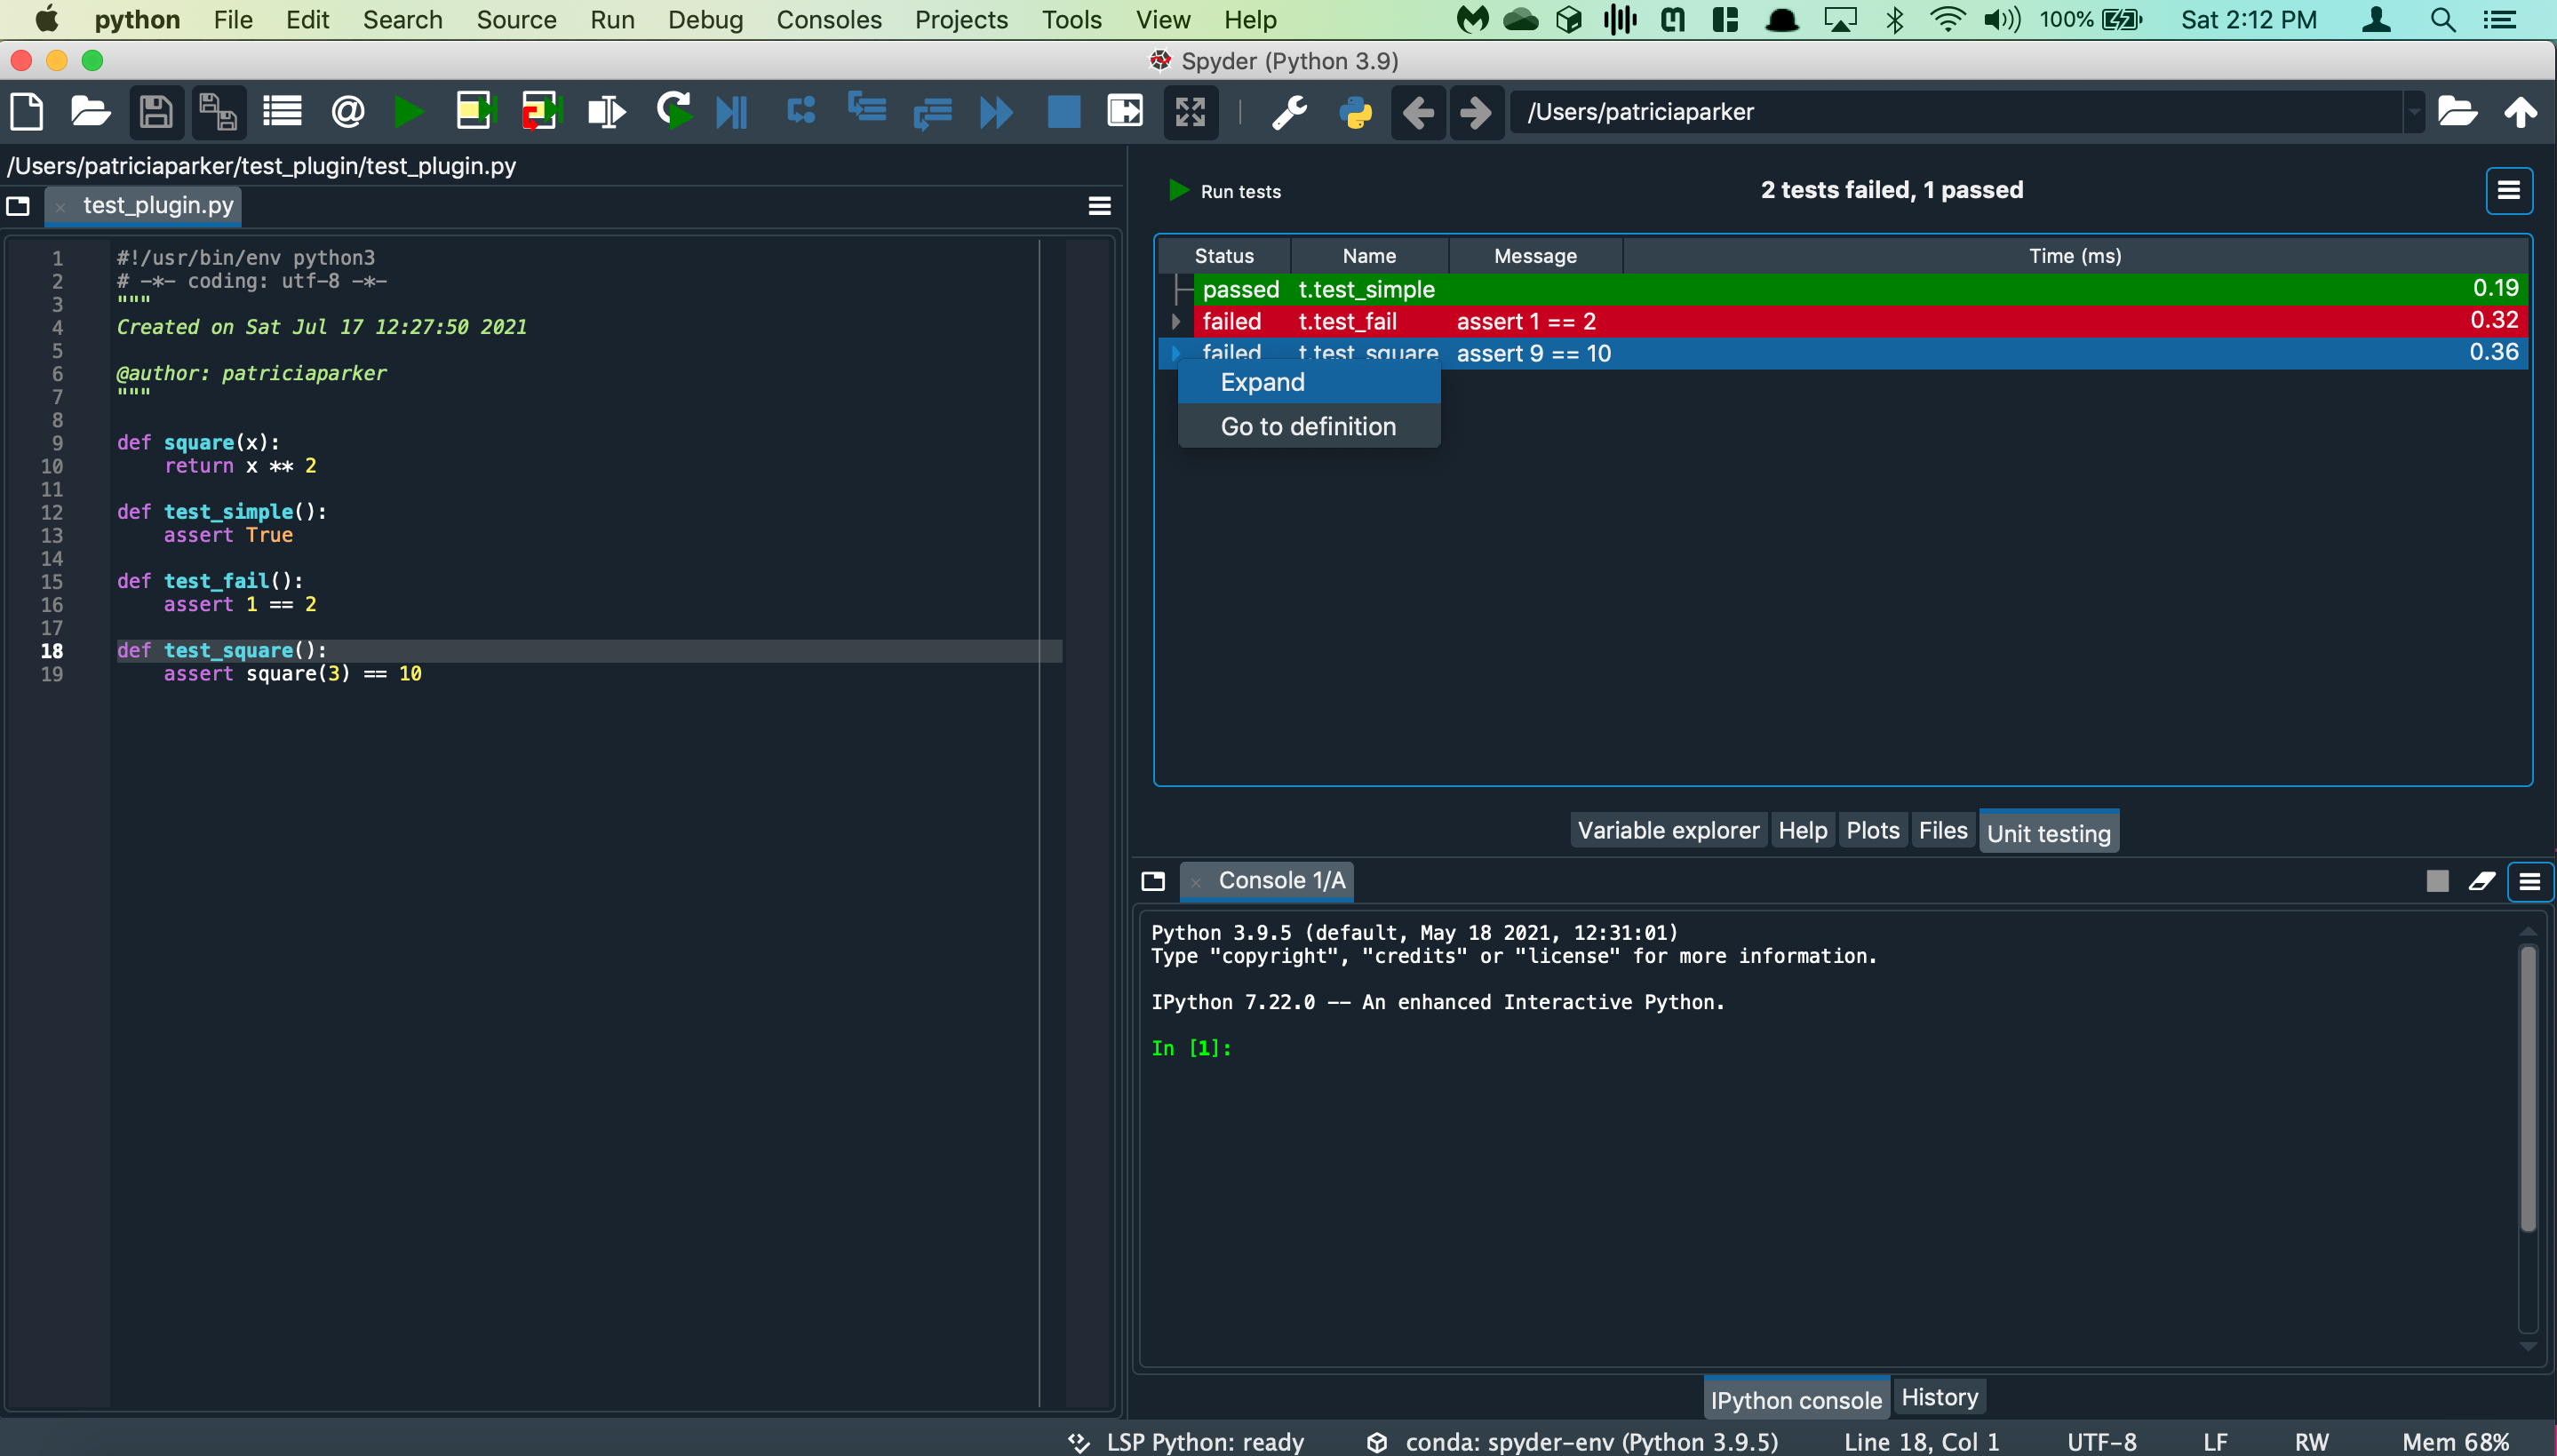 python File Edit Search Source Run Debug Consoles Projects Tools View Help 100% Sat 2:12 PM
Spyder (Python 3.9)
/Users/patriciaparker
/Users/patriciaparker/test_plugin/test_plugin.py
test_plugin.py
1 #!/usr/bin/env python3
2 # -*- coding: utf-8 -*-
3 """
4 Created on Sat Jul 17 12:27:50 2021
5
6 @author: patriciaparker
7 """
8
9 def square(x):
10     return x ** 2
11
12 def test_simple():
13     assert True
14
15 def test_fail():
16     assert 1 == 2
17
18 def test_square():
19     assert square(3) == 10
Run tests
2 tests failed, 1 passed
Status Name Message Time (ms)
passed t.test_simple 0.19
failed t.test_fail assert 1 == 2 0.32
failed t.test_square assert 9 == 10 0.36
Expand
Go to definition
Variable explorer Help Plots Files Unit testing
Console 1/A
Python 3.9.5 (default, May 18 2021, 12:31:01)
Type "copyright", "credits" or "license" for more information.
IPython 7.22.0 -- An enhanced Interactive Python.
In [1]:
IPython console History
LSP Python: ready conda: spyder-env (Python 3.9.5) Line 18, Col 1 UTF-8 LF RW Mem 68%